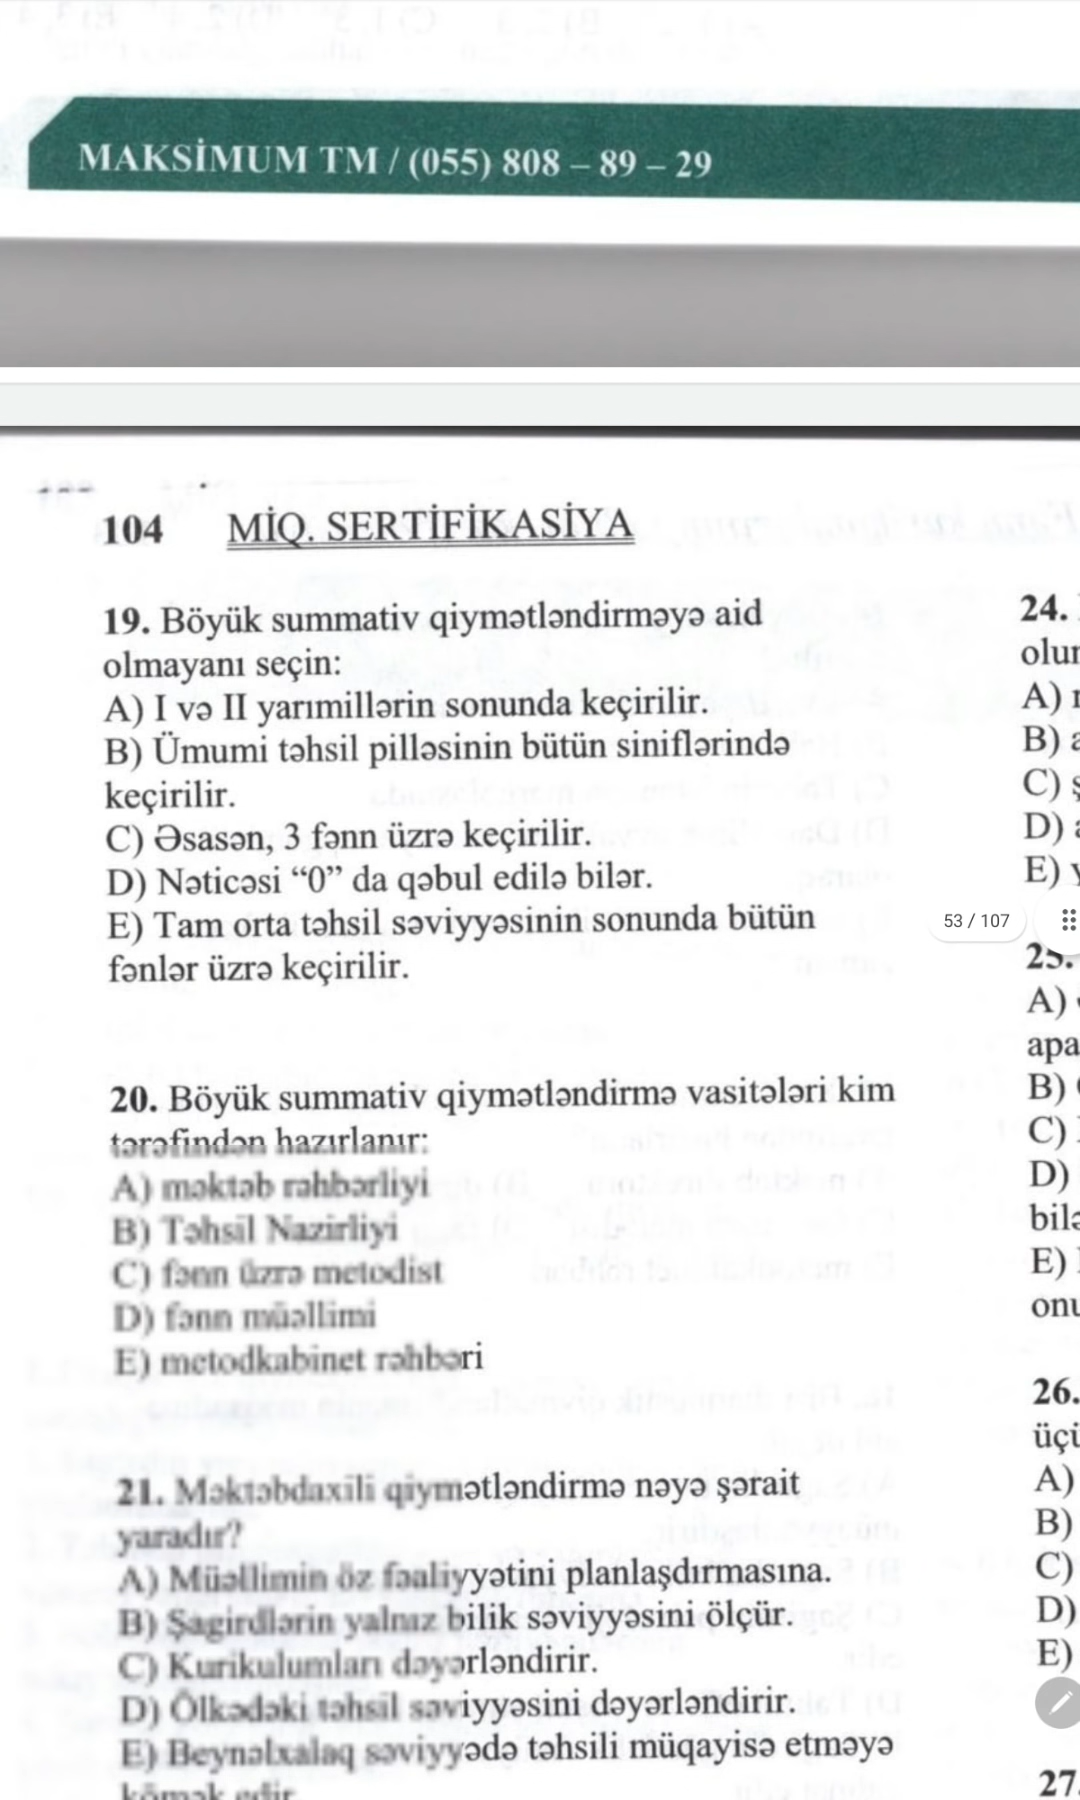 MAKSİMUM TM / (055) 808 – 89 – 29
104 MİQ. SERTİFİKASİYA
19. Böyük summativ qiymətləndirməyə aid
olmayanı seçin:
A) I və II yarımillərin sonunda keçirilir.
B) Ümumi təhsil pilləsinin bütün siniflərində
keçirilir.
C) Əsasən, 3 fənn üzrə keçirilir.
D) Nəticəsi “0” da qəbul edilə bilər.
E) Tam orta təhsil səviyyəsinin sonunda bütün
fənlər üzrə keçirilir.
20. Böyük summativ qiymətləndirmə vasitələri kim
tərəfindən hazırlanır:
A) məktəb rəhbərliyi
B) Təhsil Nazirliyi
C) fənn üzrə metodist
D) fənn müəllimi
E) metodkabinet rəhbəri
21. Məktəbdaxili qiymətləndirmə nəyə şərait
yaradır?
A) Müəllimin öz fəaliyyətini planlaşdırmasına.
B) Şagirdlərin yalnız bilik səviyyəsini ölçür.
C) Kurikulumları dəyərləndirir.
D) Ölkədəki təhsil səviyyəsini dəyərləndirir.
E) Beynəlxalaq səviyyədə təhsili müqayisə etməyə
kömək edir
24.
A)
B)
C)
D)
E)
53 / 107
25.
A)
B)
C)
D)
E)
26.
A)
B)
C)
D)
E)
27.